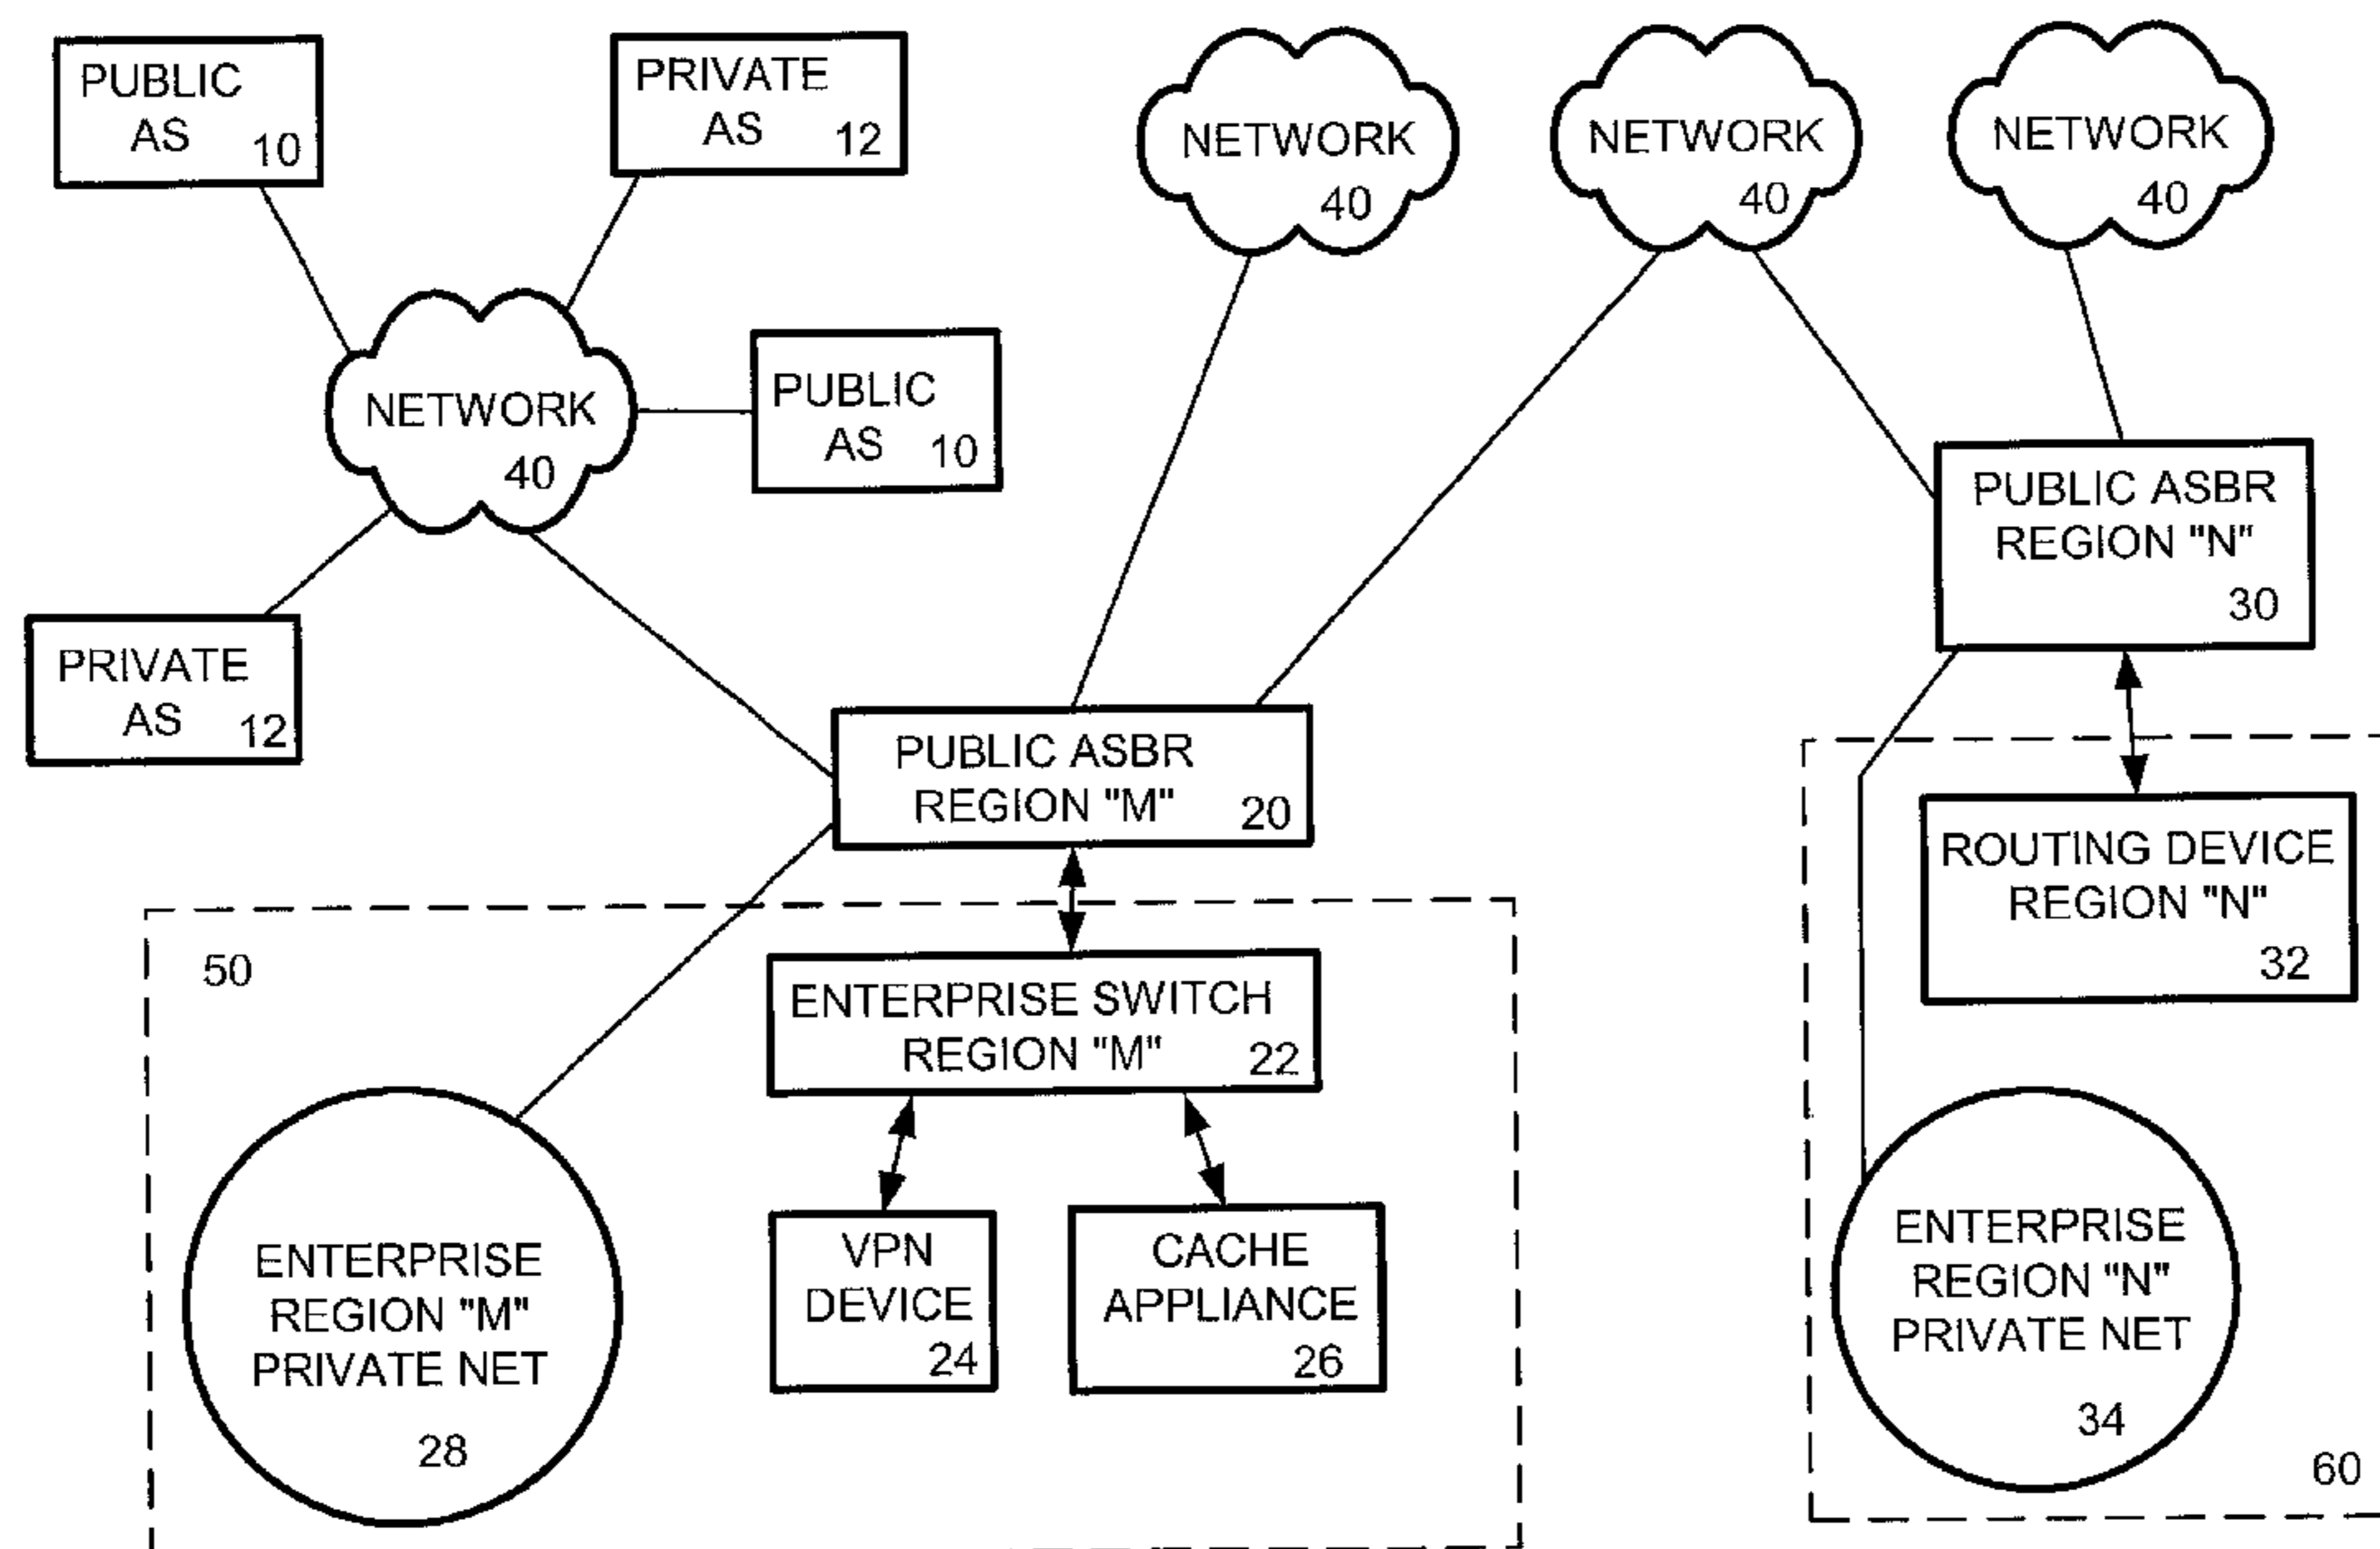 PUBLIC
AS 10
PRIVATE
AS 12
NETWORK
40
NETWORK
40
NETWORK
40
NETWORK
40
PUBLIC
AS 10
PRIVATE
AS 12
PUBLIC ASBR
REGION "N"
30
PUBLIC ASBR
REGION "M" 20
ROUTING DEVICE
REGION "N"
32
50
ENTERPRISE SWITCH
REGION "M" 22
VPN
DEVICE
24
CACHE
APPLIANCE
26
ENTERPRISE
REGION "M"
PRIVATE NET
28
ENTERPRISE
REGION "N"
PRIVATE NET
34
60